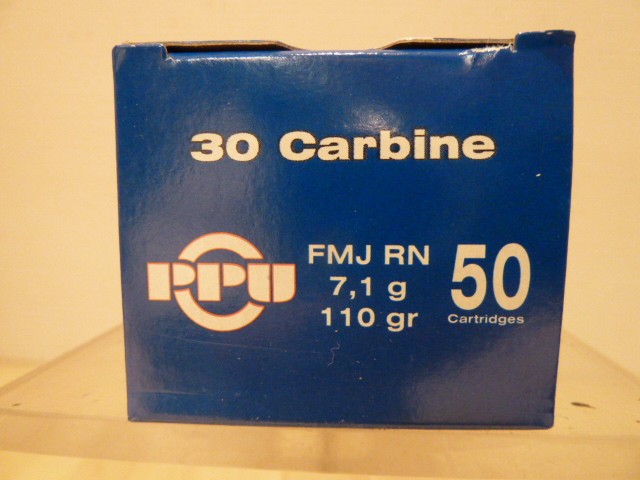 30 Carbine
PPU
FMJ RN
7,1 g
110 gr
50
Cartridges